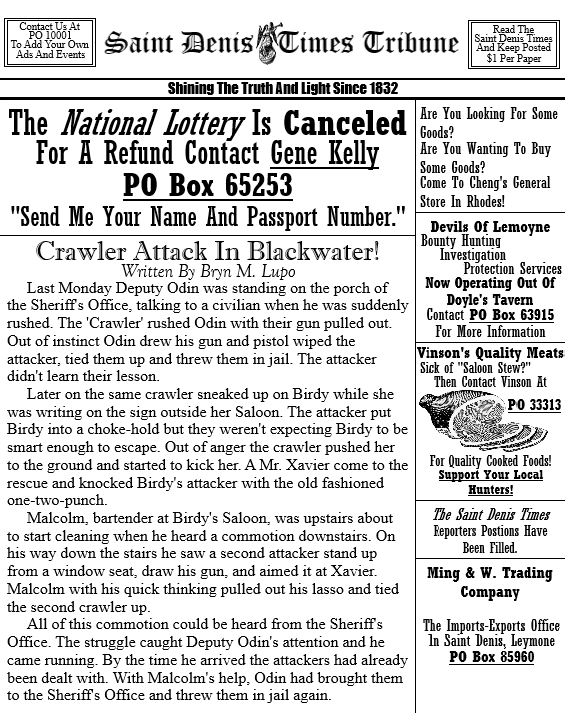 Contact Us At
PO 10001
To Add Your Own
Ads And Events
Saint Denis Times Tribune
Read The
Saint Denis Times
And Keep Posted
$1 Per Paper
Shining The Truth And Light Since 1832
The National Lottery Is Canceled
For A Refund Contact Gene Kelly
PO Box 65253
"Send Me Your Name And Passport Number."
Crawler Attack In Blackwater!
Written By Bryn M. Lupo
Last Monday Deputy Odin was standing on the porch of
the Sheriff's Office, talking to a civilian when he was suddenly
rushed. The 'Crawler' rushed Odin with their gun pulled out.
Out of instinct Odin drew his gun and pistol wiped the
attacker, tied them up and threw them in jail. The attacker
didn't learn their lesson.
Later on the same crawler sneaked up on Birdy while she
was writing on the sign outside her Saloon. The attacker put
Birdy into a choke-hold but they weren't expecting Birdy to be
smart enough to escape. Out of anger the crawler pushed her
to the ground and started to kick her. A Mr. Xavier come to the
rescue and knocked Birdy's attacker with the old fashioned
one-two-punch.
Malcolm, bartender at Birdy's Saloon, was upstairs about
to start cleaning when he heard a commotion downstairs. On
his way down the stairs he saw a second attacker stand up
from a window seat, draw his gun, and aimed it at Xavier.
Malcolm with his quick thinking pulled out his lasso and tied
the second crawler up.
All of this commotion could be heard from the Sheriff's
Office. The struggle caught Deputy Odin's attention and he
came running. By the time he arrived the attackers had already
been dealt with. With Malcolm's help, Odin had brought them
to the Sheriff's Office and threw them in jail again.
Are You Looking For Some
Goods?
Are You Wanting To Buy
Some Goods?
Come To Cheng's General
Store In Rhodes!
Devils Of Lemoyne
Bounty Hunting
Investigation
Protection Services
Now Operating Out Of
Doyle's Tavern
Contact PO Box 63915
For More Information
Vinson's Quality Meats
Sick of "Saloon Stew?"
Then Contact Vinson At
PO 33313
For Quality Cooked Foods!
Support Your Local
Hunters!
The Saint Denis Times
Reporters Postions Have
Been Filled.
Ming & W. Trading
Company
The Imports-Exports Office
In Saint Denis, Leymone
PO Box 85960